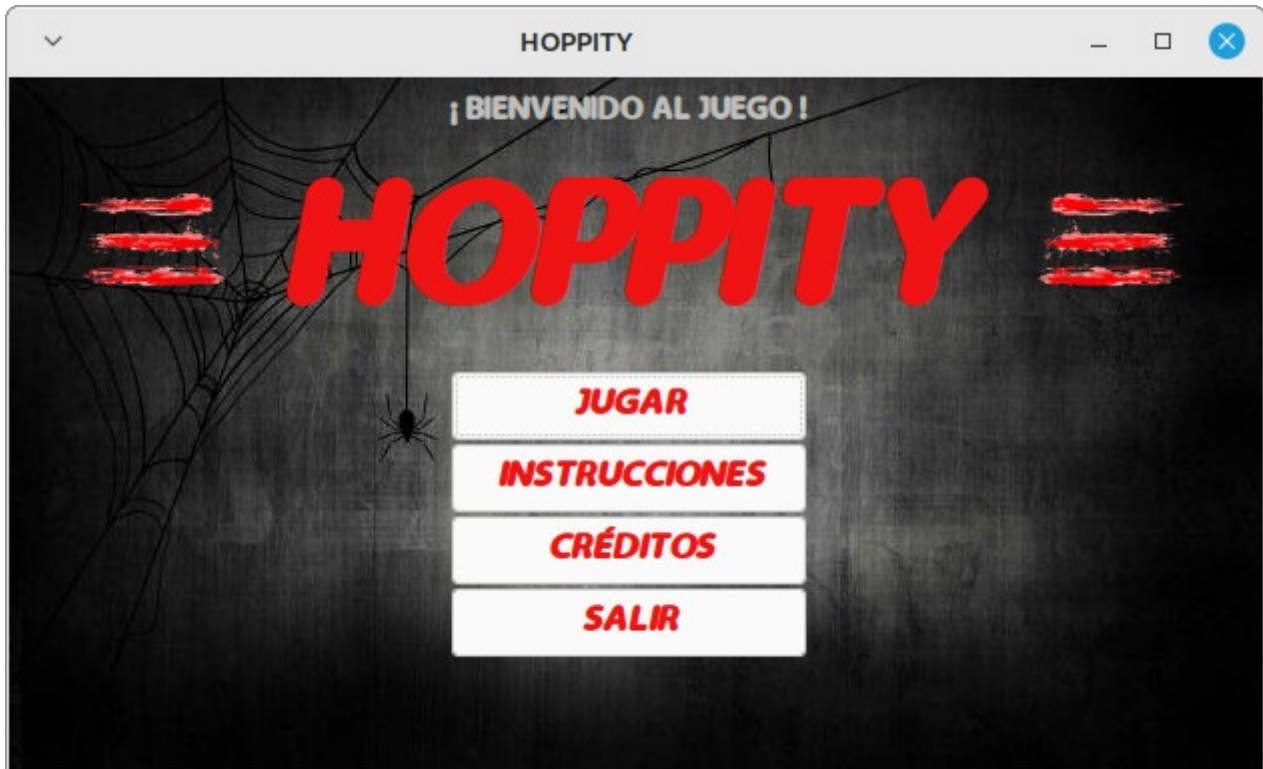 HOPPITY
¡ BIENVENIDO AL JUEGO !
HOPPITY
JUGAR
INSTRUCCIONES
CRÉDITOS
SALIR